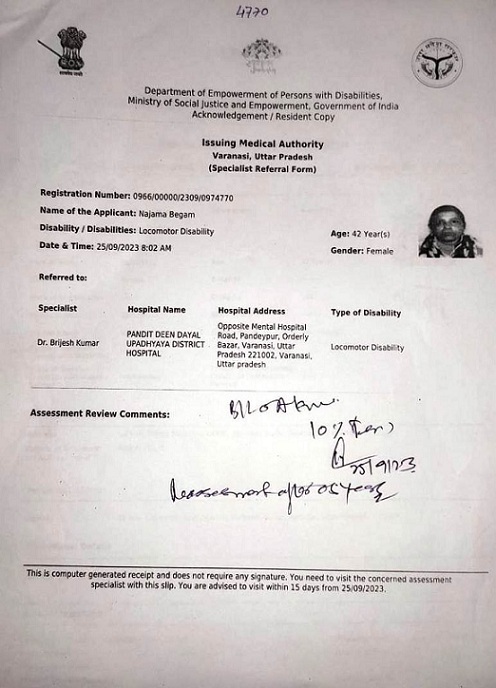 4770
Department of Empowerment of Persons with Disabilities,
Ministry of Social Justice and Empowerment, Government of India
Acknowledgement / Resident Copy
Issuing Medical Authority
Varanasi, Uttar Pradesh
(Specialist Referral Form)
Registration Number: 0966/00000/2309/0974770
Name of the Applicant: Najama Begam
Disability / Disabilities: Locomotor Disability
Age: 42 Year(s)
Date & Time: 25/09/2023 8:02 AM
Gender: Female
Referred to:
Specialist Hospital Name Hospital Address Type of Disability
Dr. Brijesh Kumar
PANDIT DEEN DAYAL
UPADHYAYA DISTRICT
HOSPITAL
Opposite Mental Hospital
Road, Pandeypur, Orderly
Bazar, Varanasi, Uttar
Pradesh 221002, Varanasi,
Uttar pradesh
Locomotor Disability
Assessment Review Comments:
B/L OA
10%
25/9/23
Reassessment after 05 years
This is computer generated receipt and does not require any signature. You need to visit the concerned assessment
specialist with this slip. You are advised to visit within 15 days from 25/09/2023.